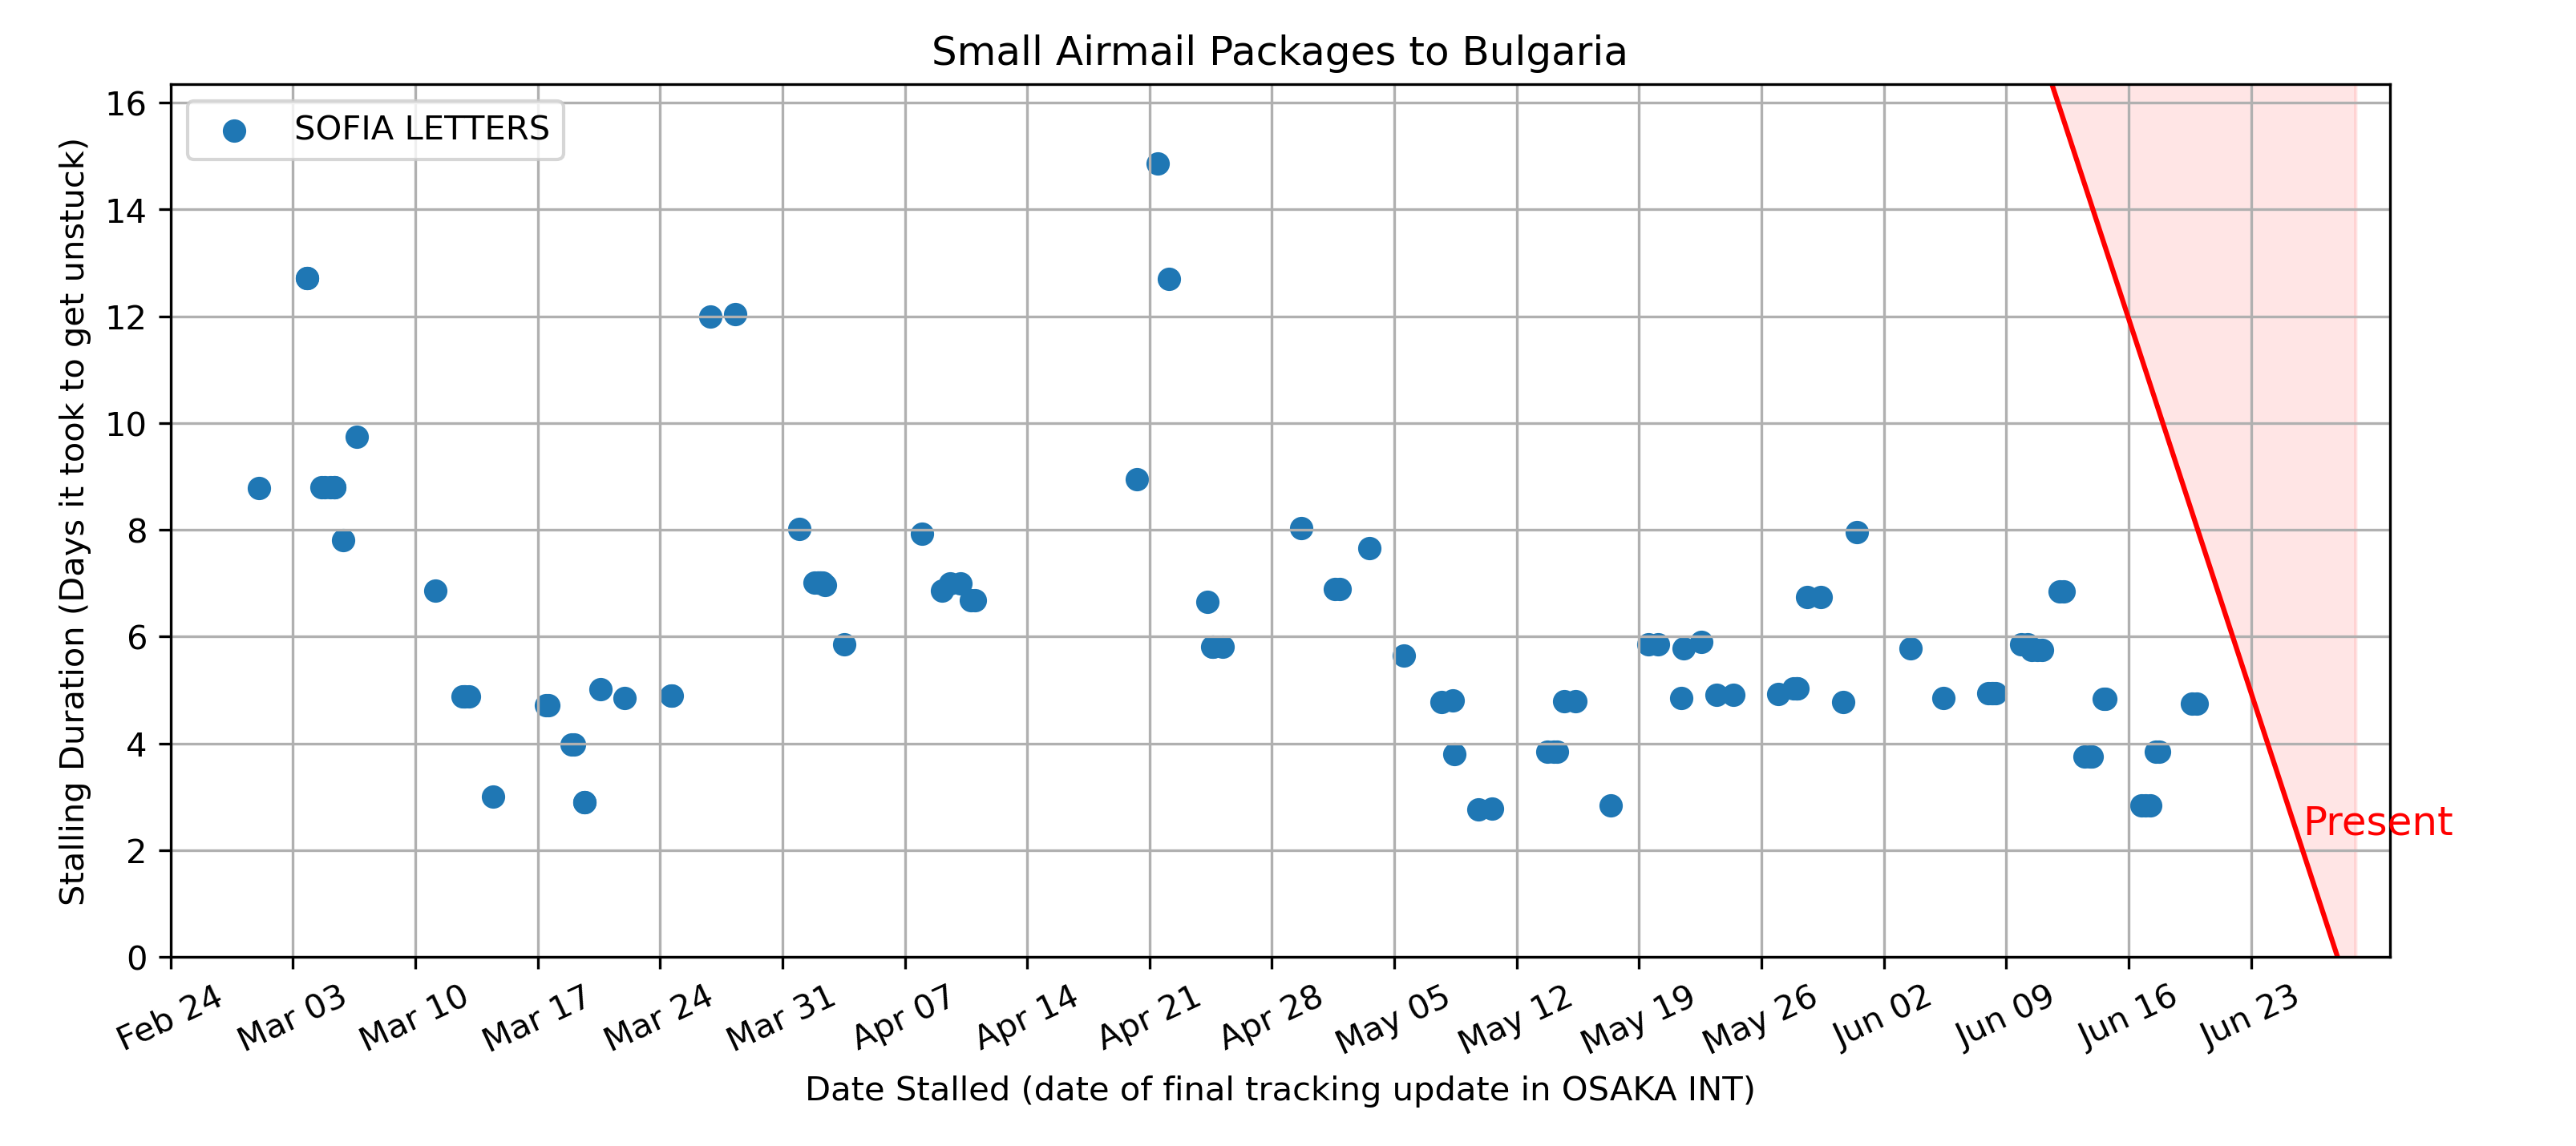 Small Airmail Packages to Bulgaria
SOFIA LETTERS
Stalling Duration (Days it took to get unstuck)
16
14
12
10
8
6
4
2
0
Present
Feb 24
Mar 03
Mar 10
Mar 17
Mar 24
Mar 31
Apr 07
Apr 14
Apr 21
Apr 28
May 05
May 12
May 19
May 26
Jun 02
Jun 09
Jun 16
Jun 23
Date Stalled (date of final tracking update in OSAKA INT)